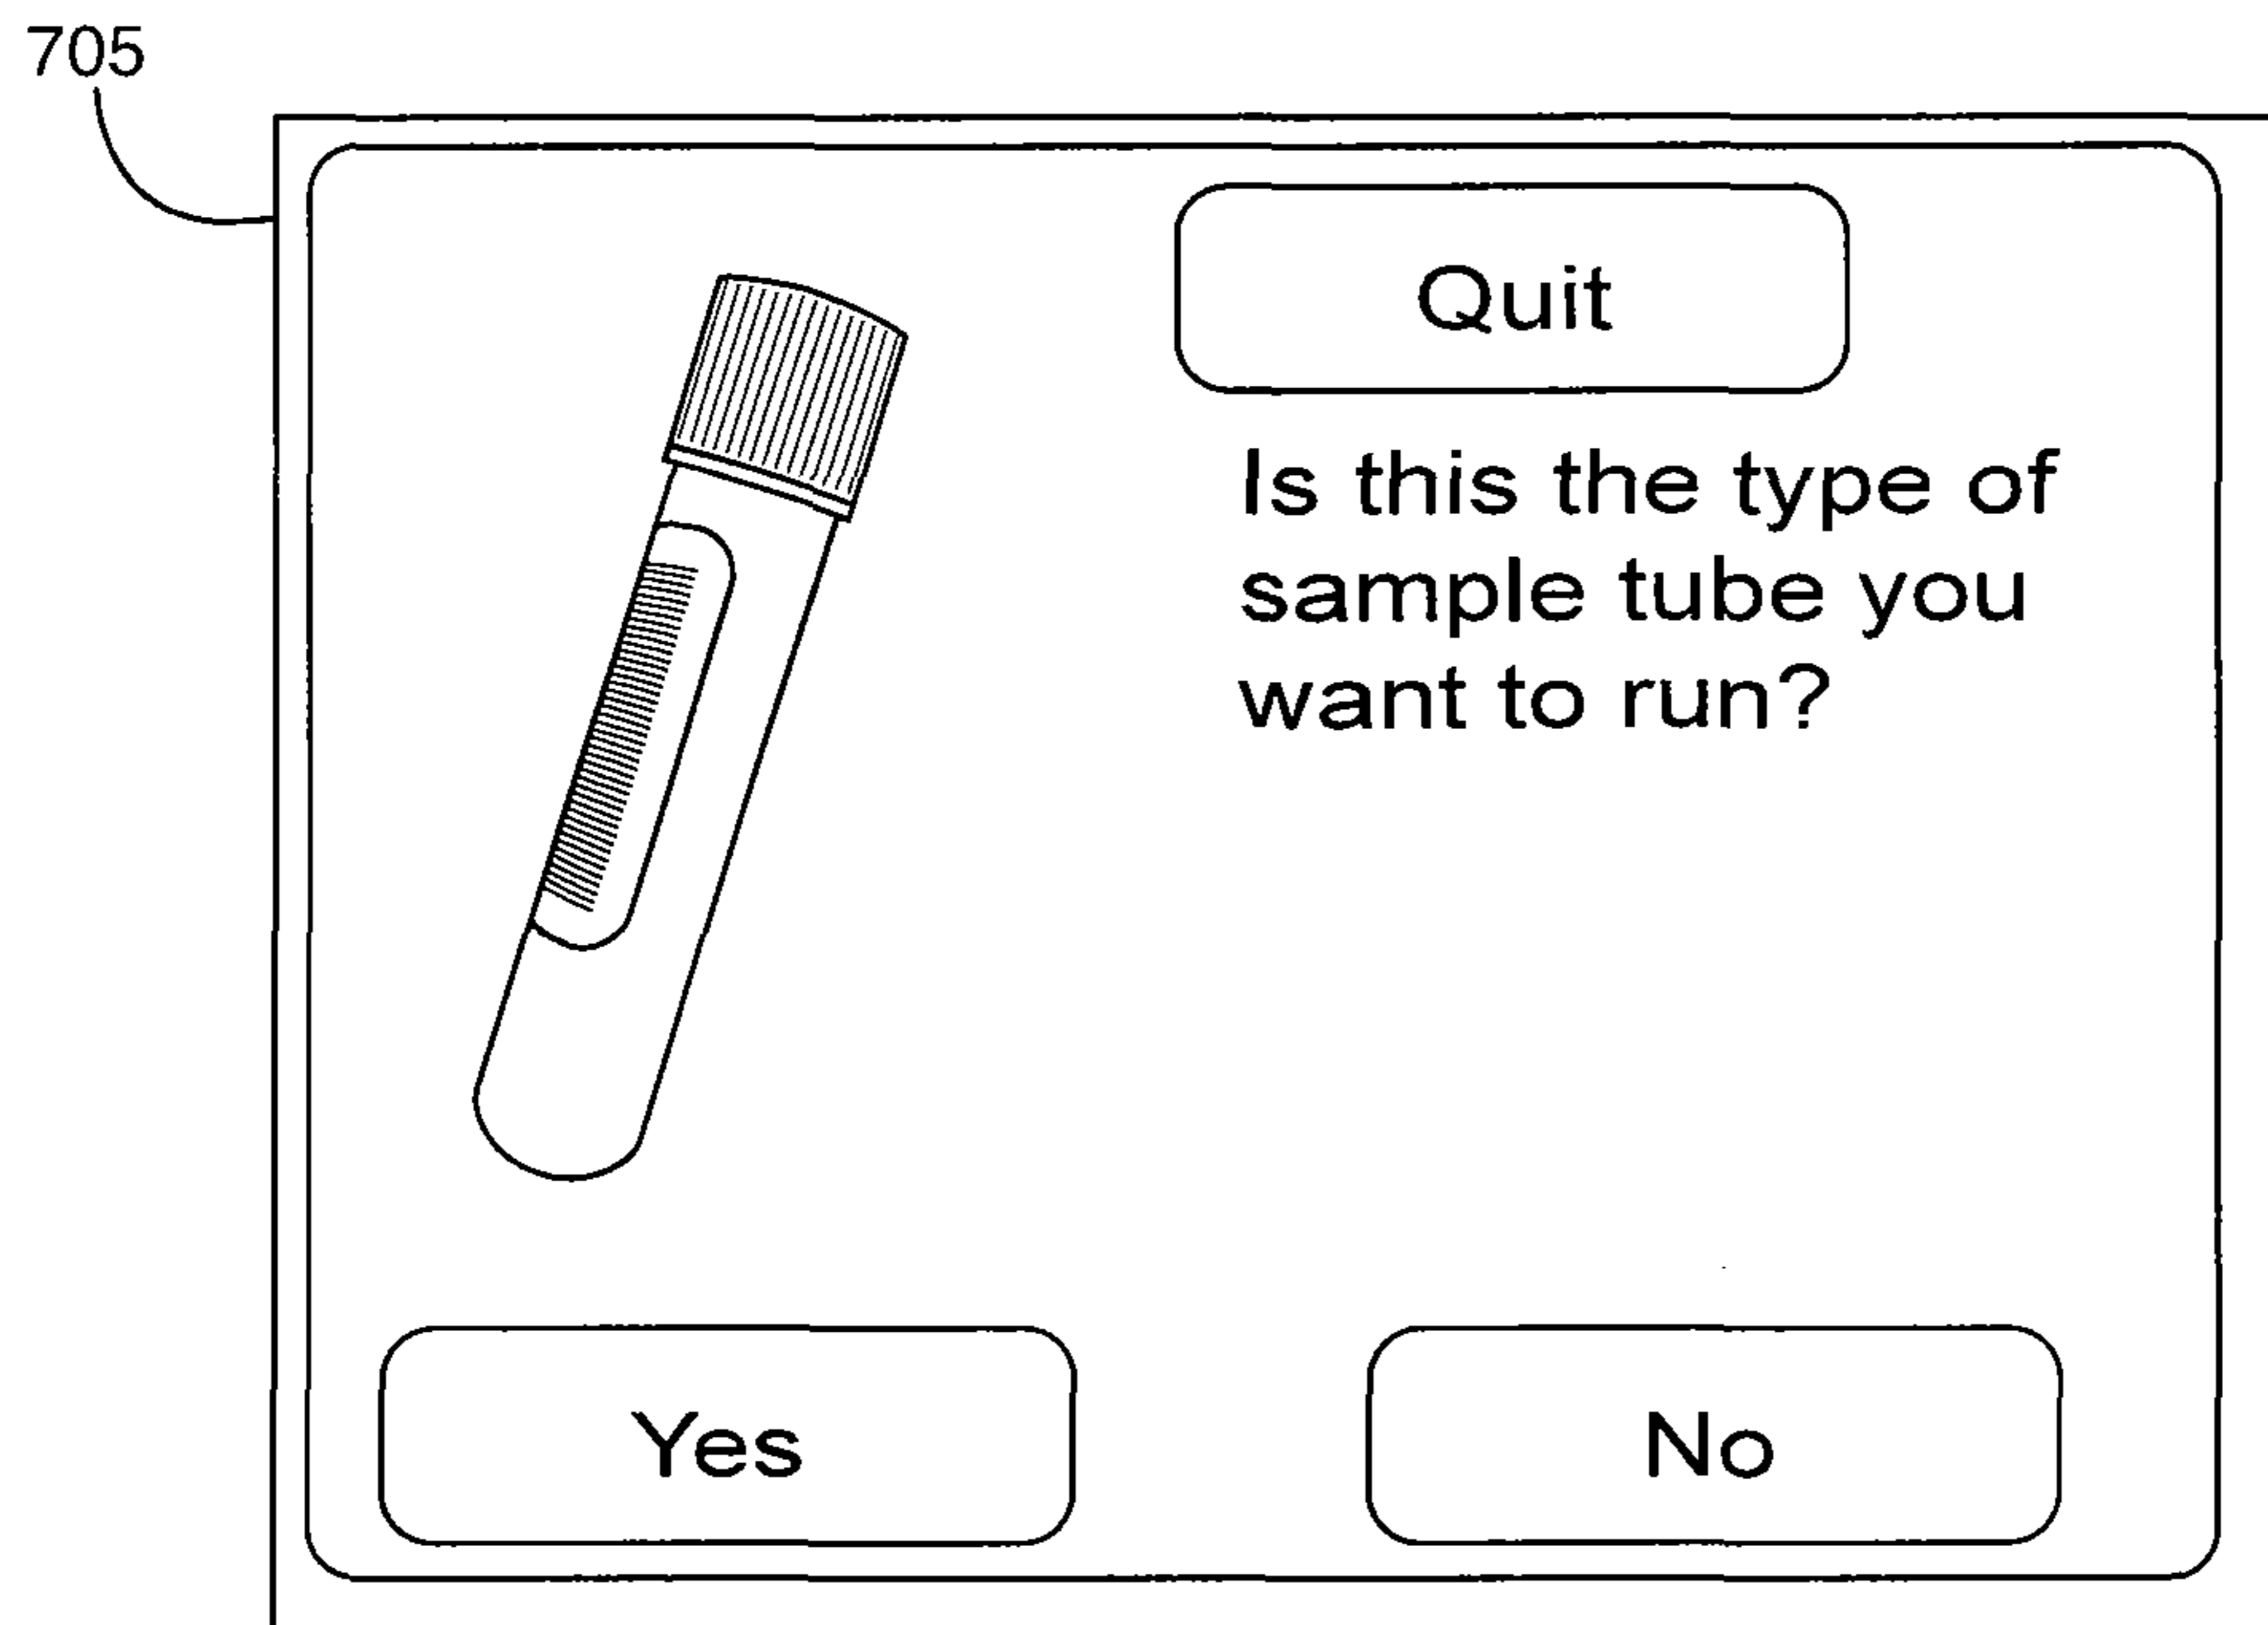 705
Quit
Is this the type of
sample tube you
want to run?
Yes
No